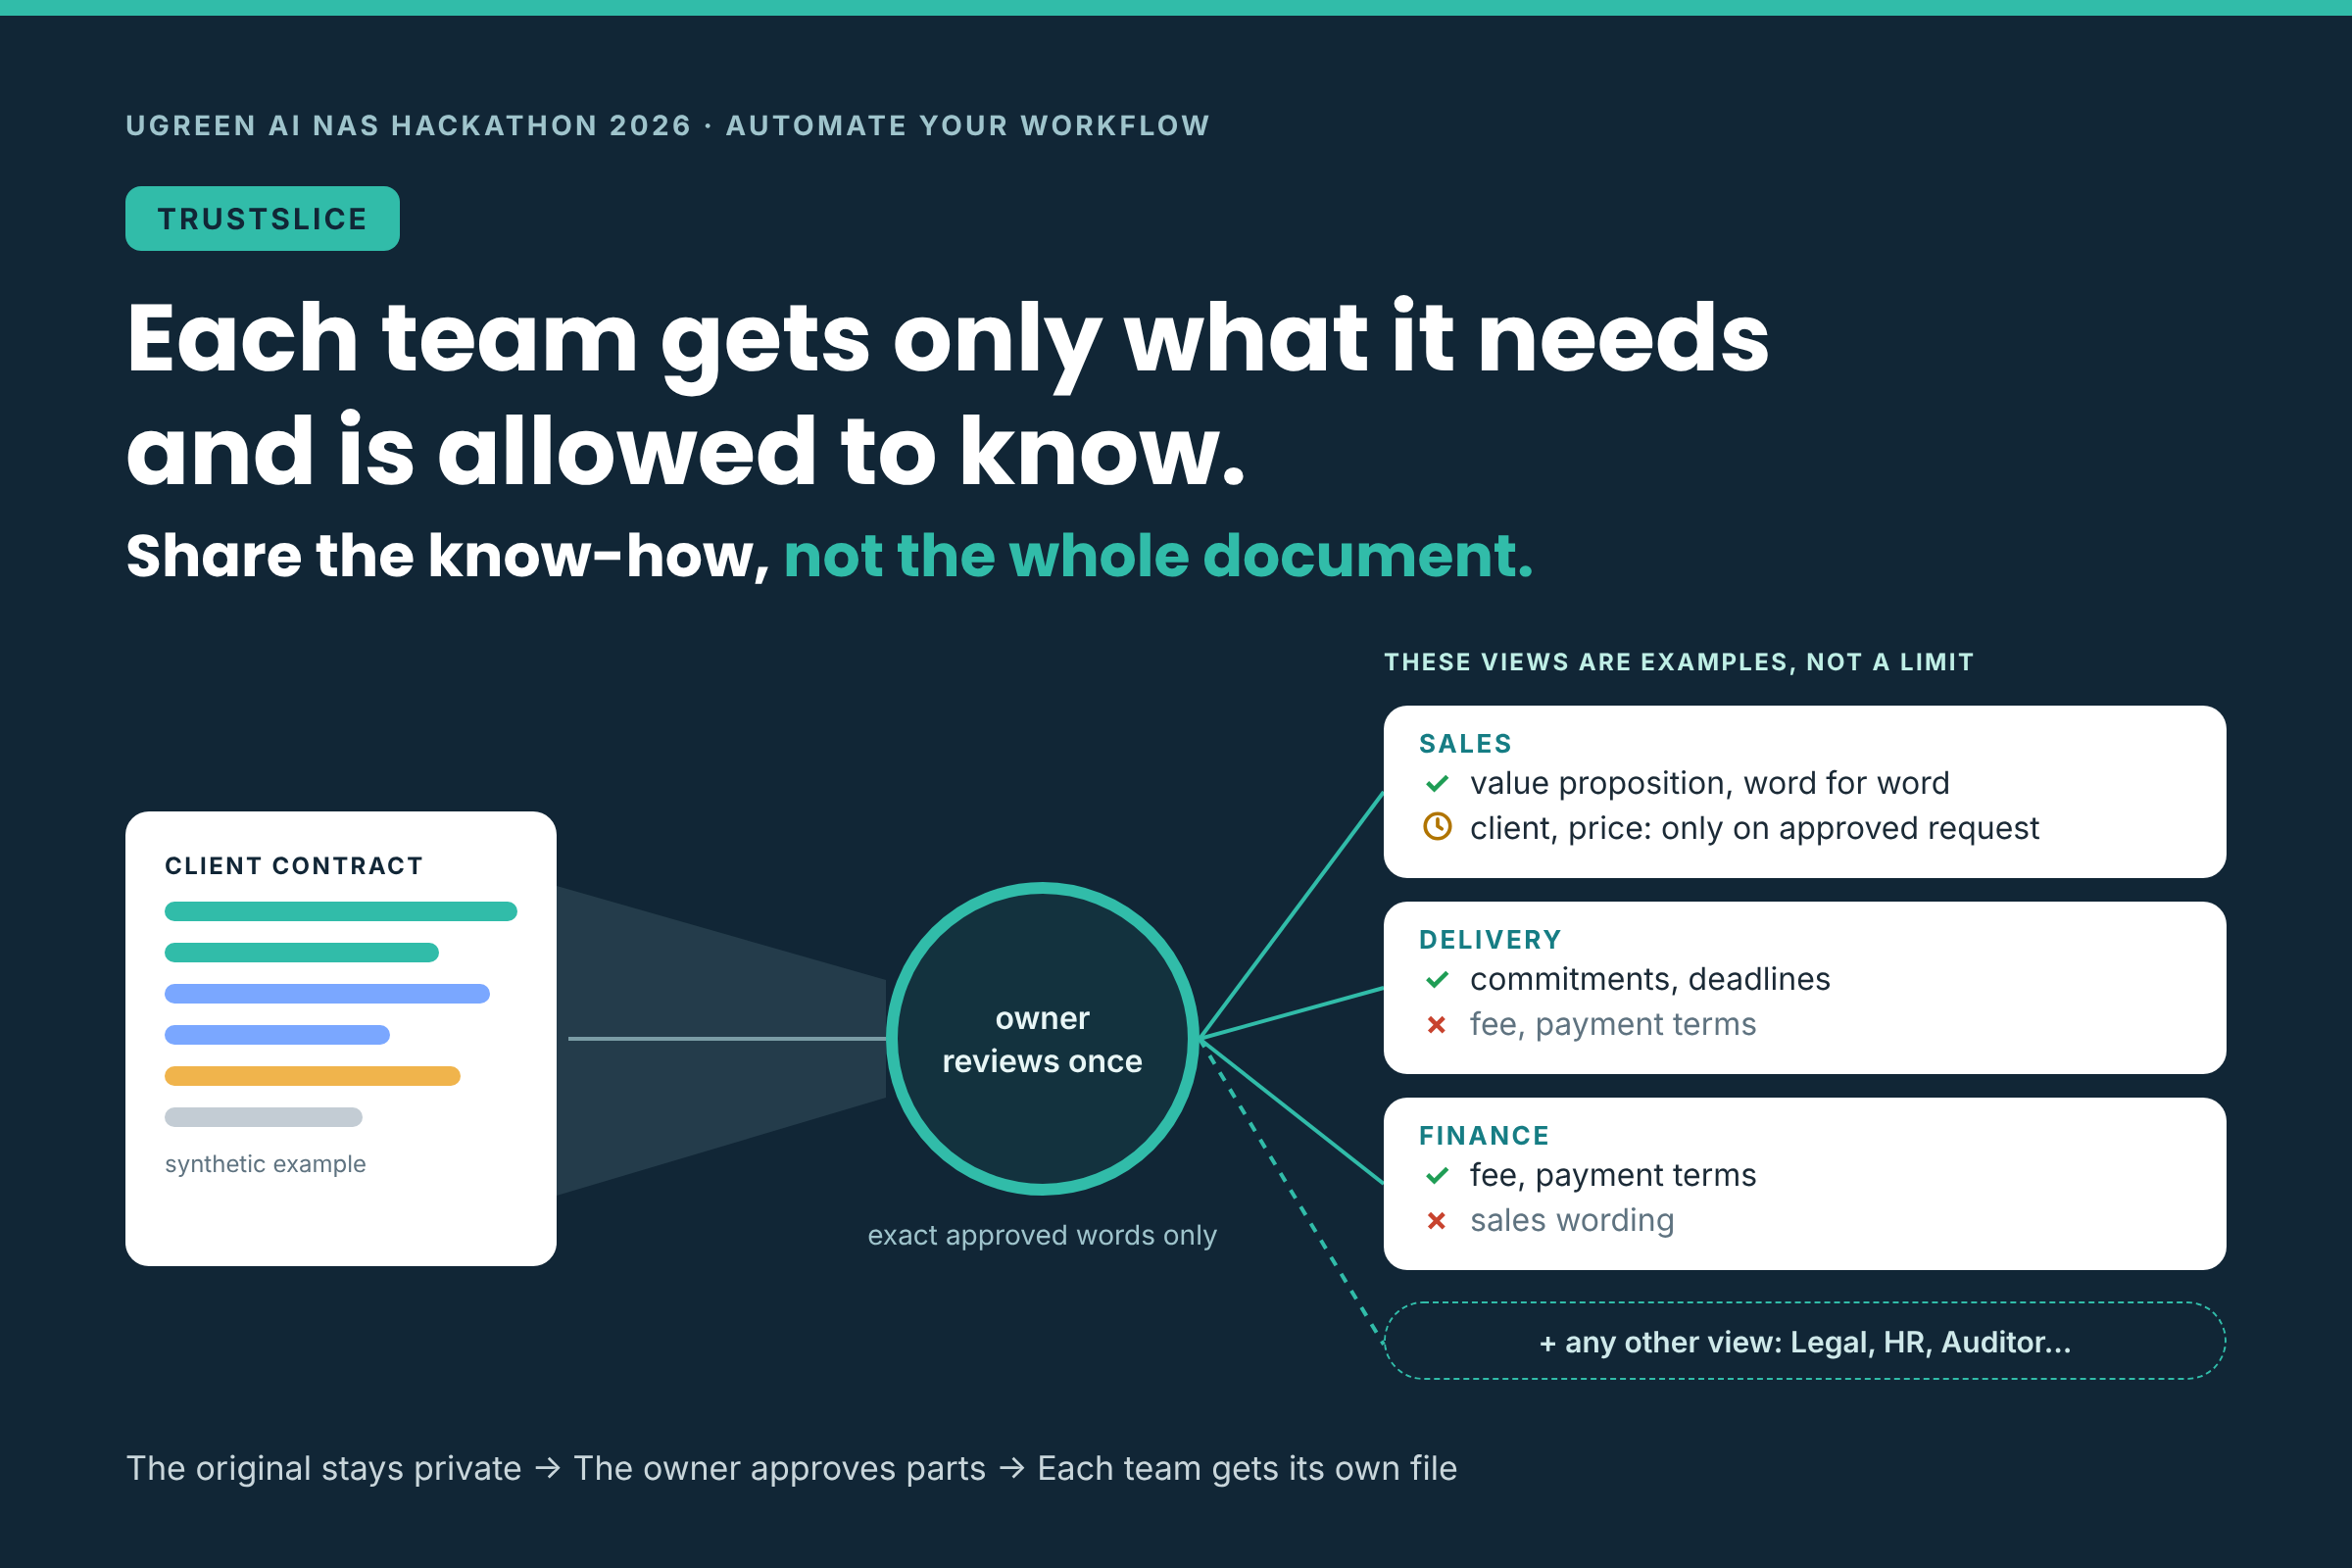 UGREEN AI NAS HACKATHON 2026 · AUTOMATE YOUR WORKFLOW
TRUSTSLICE
Each team gets only what it needs
and is allowed to know.
Share the know-how, not the whole document.
THESE VIEWS ARE EXAMPLES, NOT A LIMIT
CLIENT CONTRACT
synthetic example
owner
reviews once
exact approved words only
SALES
value proposition, word for word
client, price: only on approved request
DELIVERY
commitments, deadlines
fee, payment terms
FINANCE
fee, payment terms
sales wording
+ any other view: Legal, HR, Auditor...
The original stays private → The owner approves parts → Each team gets its own file